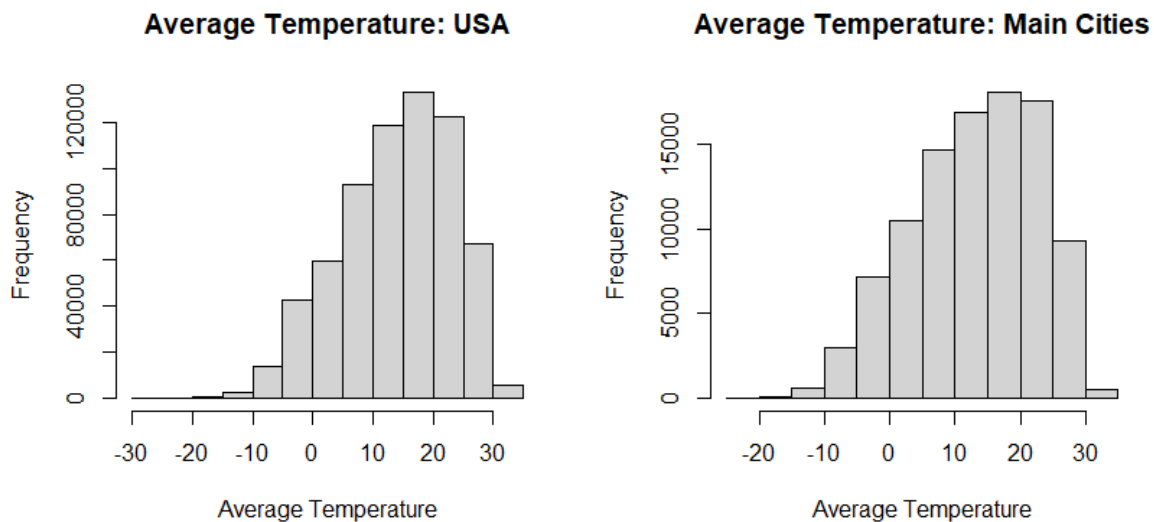 Average Temperature: USA
Frequency
0
40000
80000
120000
-30 -20 -10 0 10 20 30
Average Temperature
Average Temperature: Main Cities
Frequency
0
5000
10000
15000
-20 -10 0 10 20 30
Average Temperature